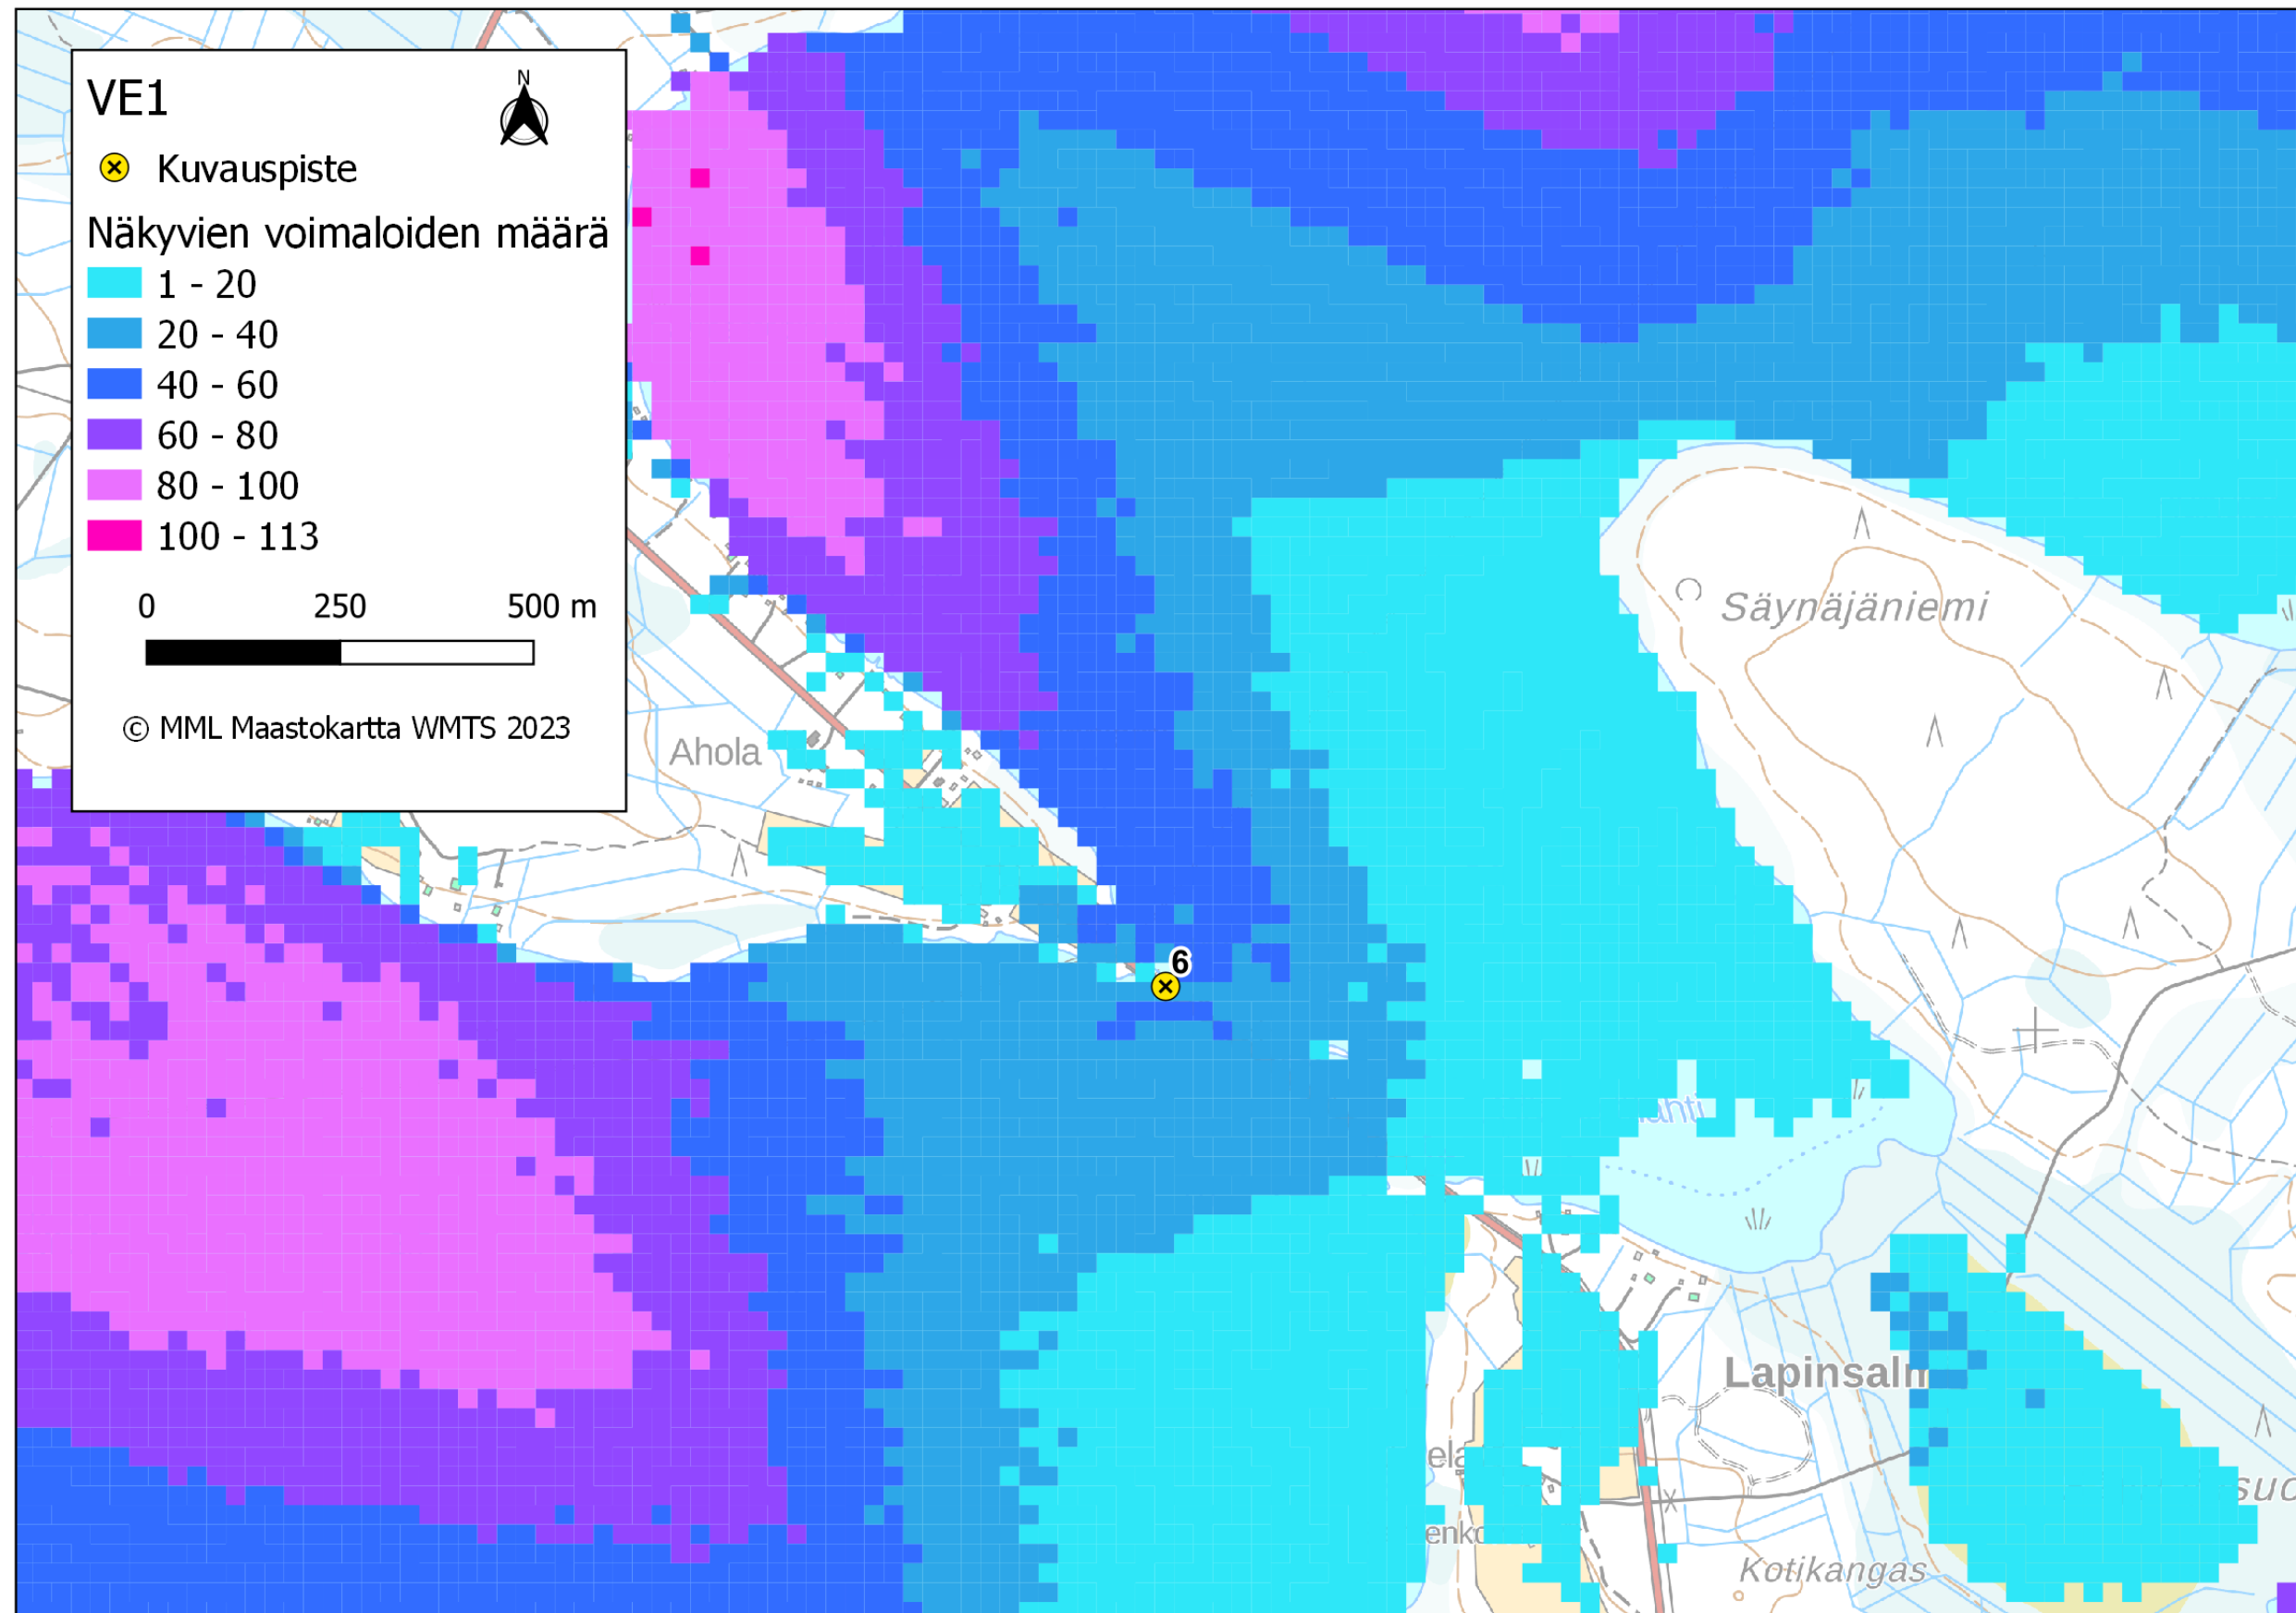 VE1
N
Kuvauspiste
Näkyvien voimaloiden määrä
1 - 20
20 - 40
40 - 60
60 - 80
80 - 100
100 - 113
0 250 500 m
© MML Maastokartta WMTS 2023
Säynäjäniemi
Ahola
6
Kotikangas